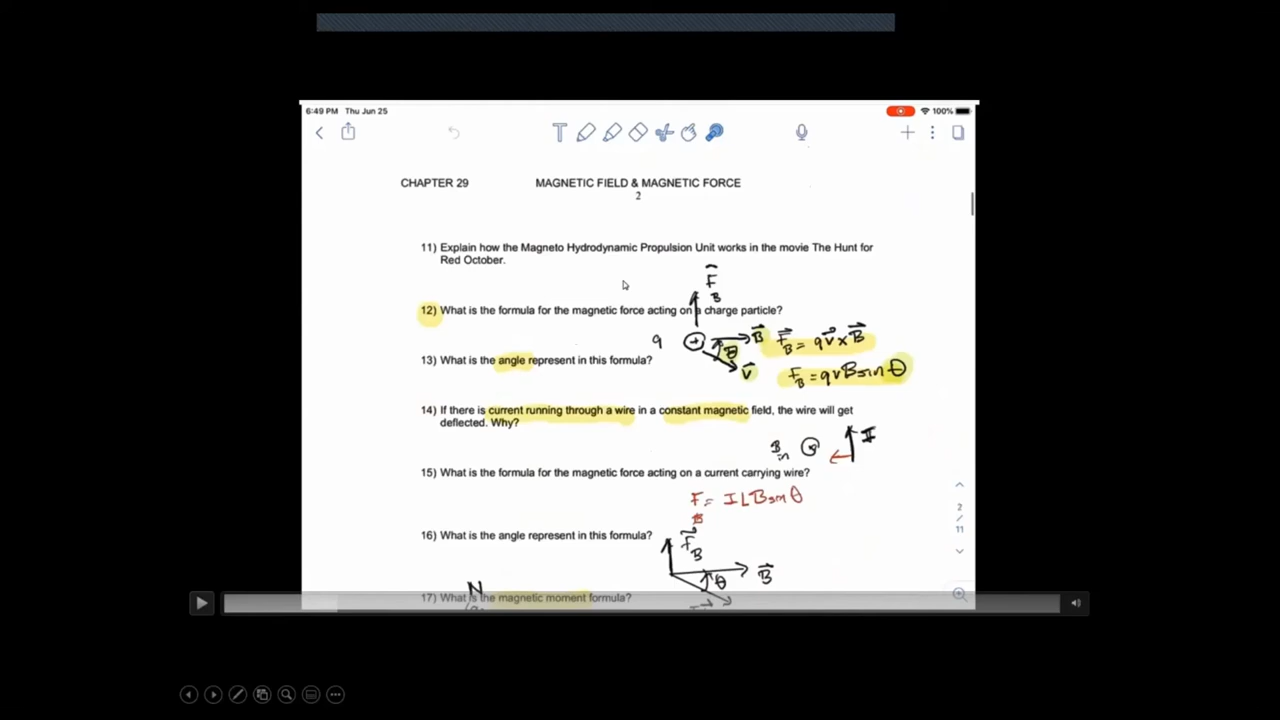 6:49 PM Thu Jun 25
100%
CHAPTER 29 MAGNETIC FIELD & MAGNETIC FORCE
2
11) Explain how the Magneto Hydrodynamic Propulsion Unit works in the movie The Hunt for
Red October.
F
B
12) What is the formula for the magnetic force acting on a charge particle?
q + B θ V
F B = qv x B
13) What is the angle represent in this formula?
F B = qvB sin θ
14) If there is current running through a wire in a constant magnetic field, the wire will get
deflected. Why?
B in I
15) What is the formula for the magnetic force acting on a current carrying wire?
F B = ILB sin θ
16) What is the angle represent in this formula?
F B
B θ
N
17) What is the magnetic moment formula?
2
/
11